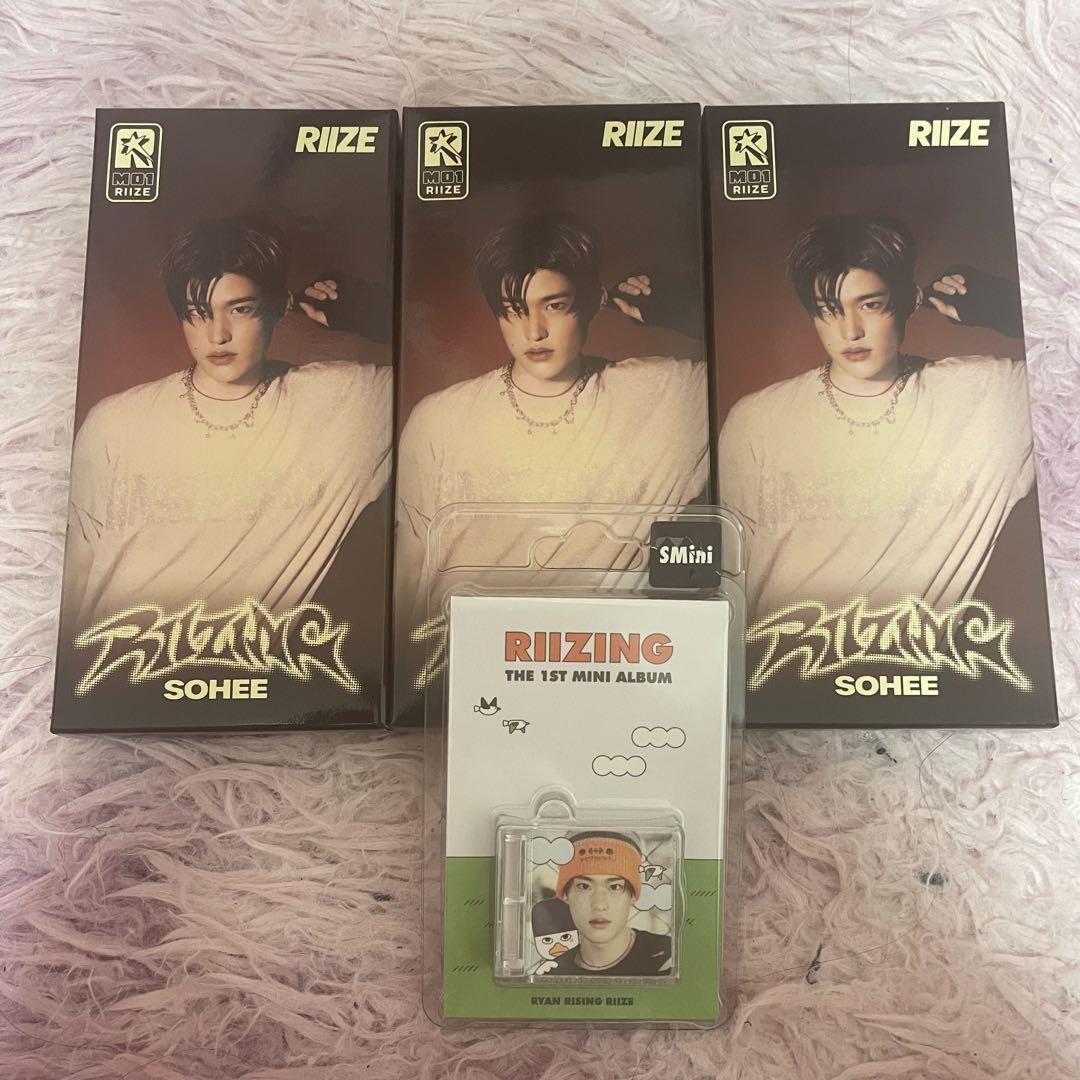 R
M01
RIIZE
RIIZE
R
M01
RIIZE
RIIZE
R
M01
RIIZE
RIIZE
RIIZING
SOHEE
RIIZING
SOHEE
SMini
RIIZING
THE 1ST MINI ALBUM
RYAN RISING RIIZE